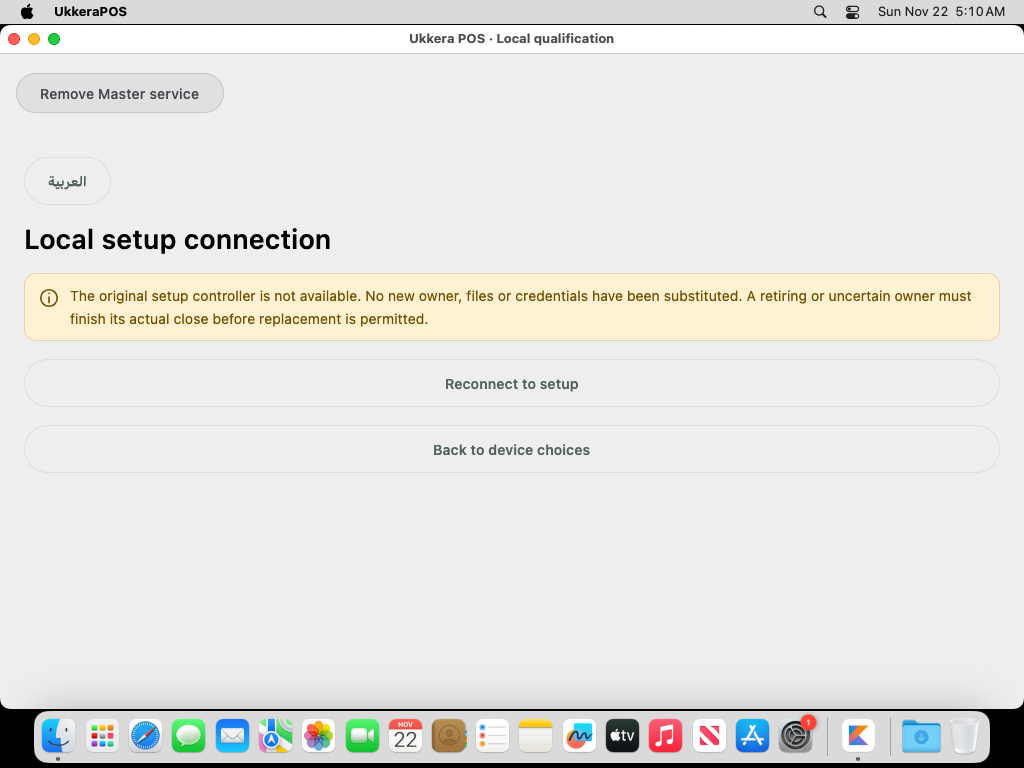 UkkeraPOS
Sun Nov 22 5:10 AM
Ukkera POS · Local qualification
Remove Master service
العربية
Local setup connection
The original setup controller is not available. No new owner, files or credentials have been substituted. A retiring or uncertain owner must
finish its actual close before replacement is permitted.
Reconnect to setup
Back to device choices
NOV
22
tv
1